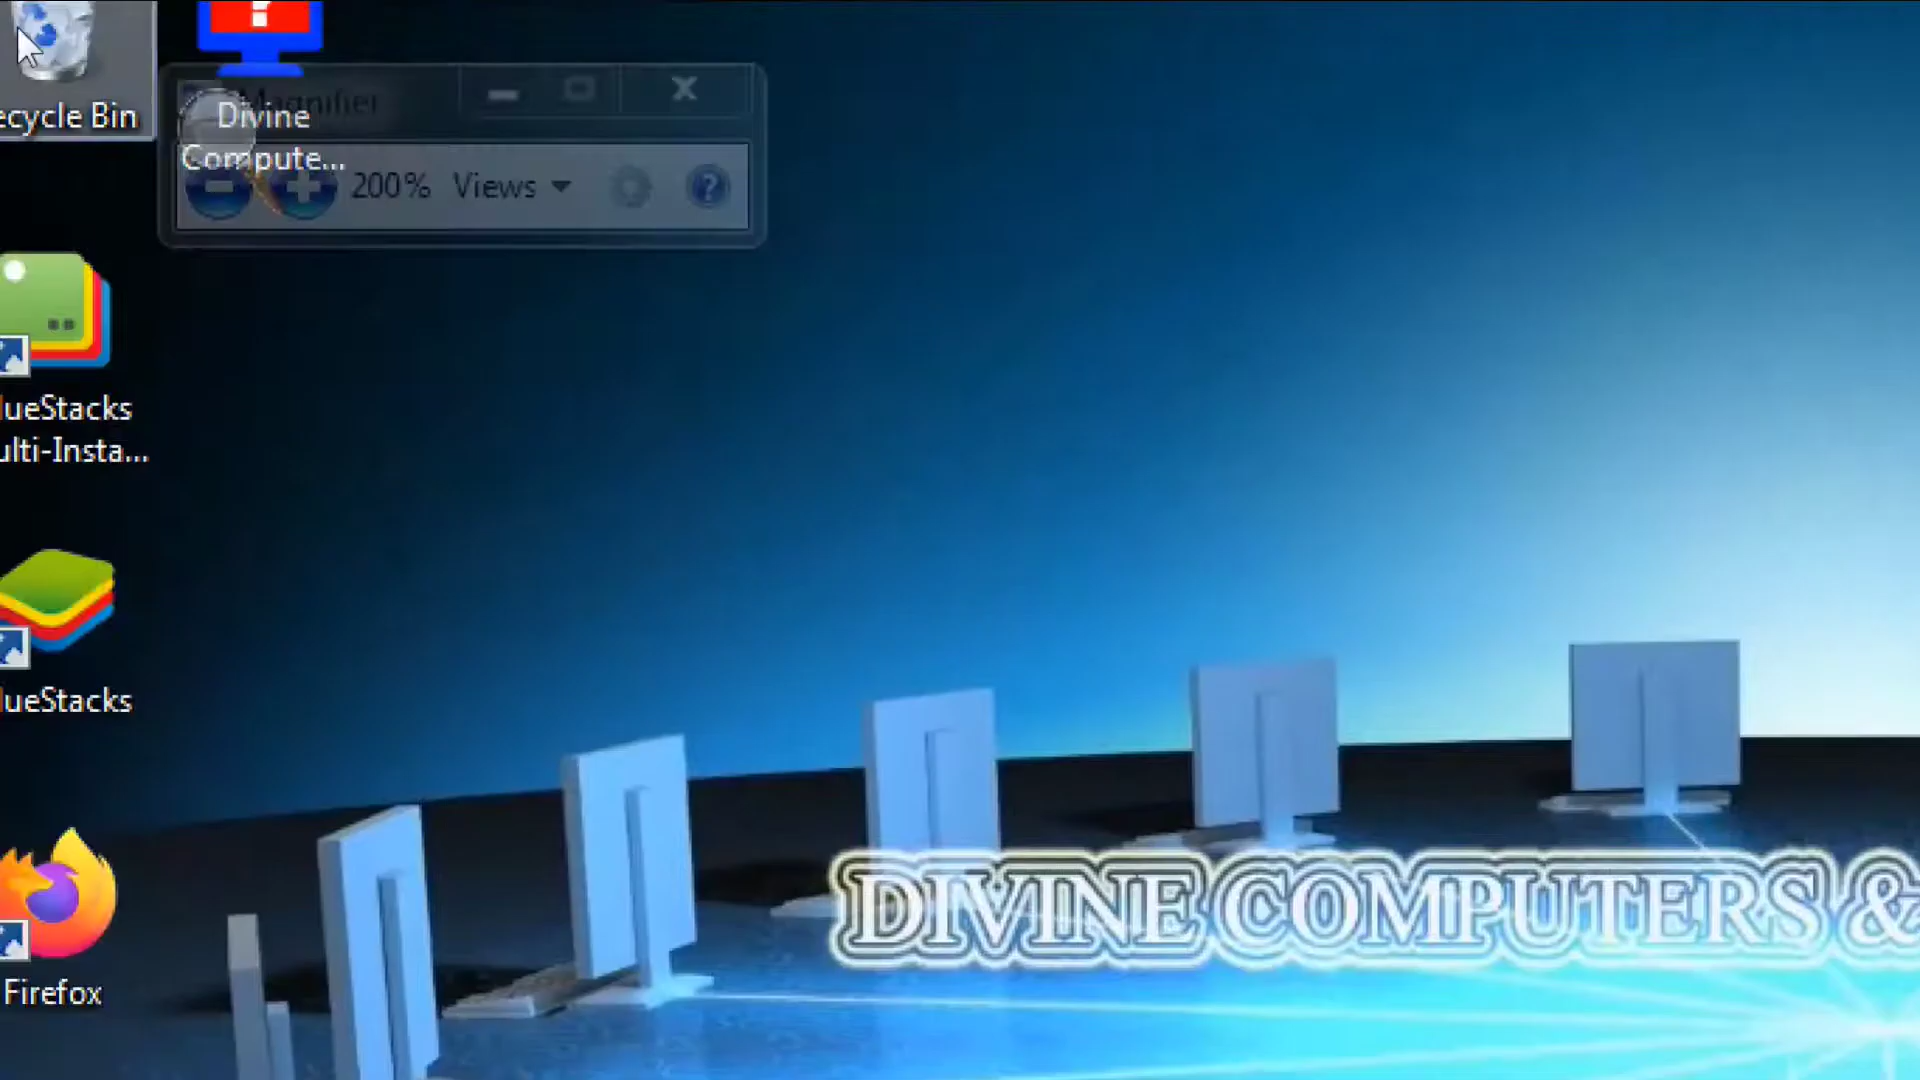 ecycle Bin
Divine
Compute...
Magnifier
200%
Views
lueStacks
ulti-Insta...
lueStacks
Firefox
DIVINE COMPUTERS &